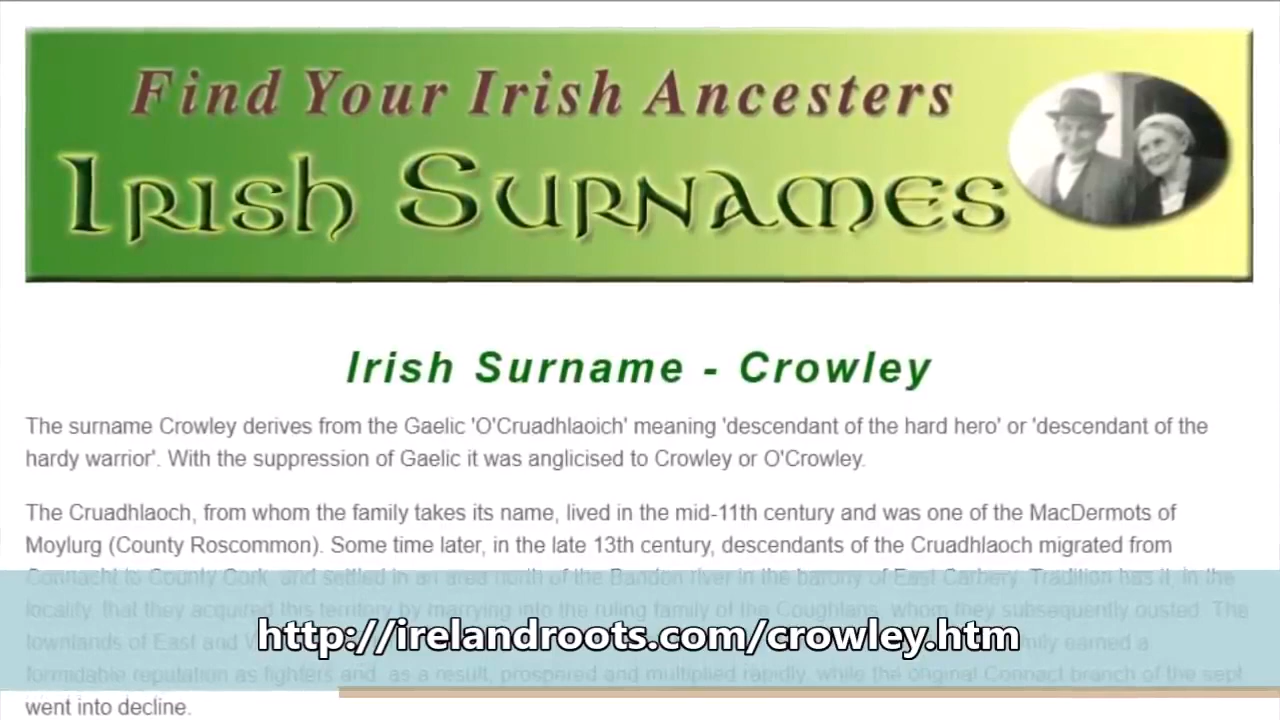 Find Your Irish Ancesters
Irish Surnames
Irish Surname - Crowley
The surname Crowley derives from the Gaelic 'O'Cruadhlaoich' meaning 'descendant of the hard hero' or 'descendant of the
hardy warrior'. With the suppression of Gaelic it was anglicised to Crowley or O'Crowley.
The Cruadhlaoch, from whom the family takes its name, lived in the mid-11th century and was one of the MacDermots of
Moylurg (County Roscommon). Some time later, in the late 13th century, descendants of the Cruadhlaoch migrated from
Connacht to County Cork, and settled in an area north of the Bandon river in the barony of East Carbery. Tradition has it, in the
locality, that they acquired this territory by marrying into the ruling family of the Coughlans, whom they subsequently ousted. The
townlands of East and
http://irelandroots.com/crowley.htm
family earned a
formidable reputation as fighters and, as a result, prospered and multiplied rapidly, while the original Connact branch of the sept
went into decline.